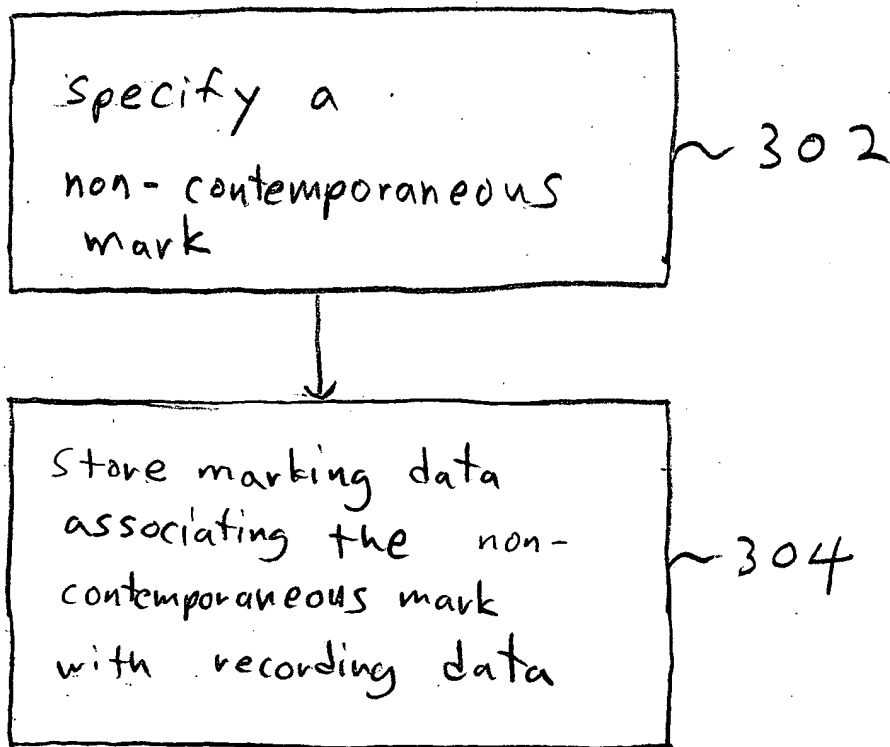 Specify a
non-contemporaneous
mark
~302
Store marking data
associating the non-
contemporaneous mark
with recording data
~304